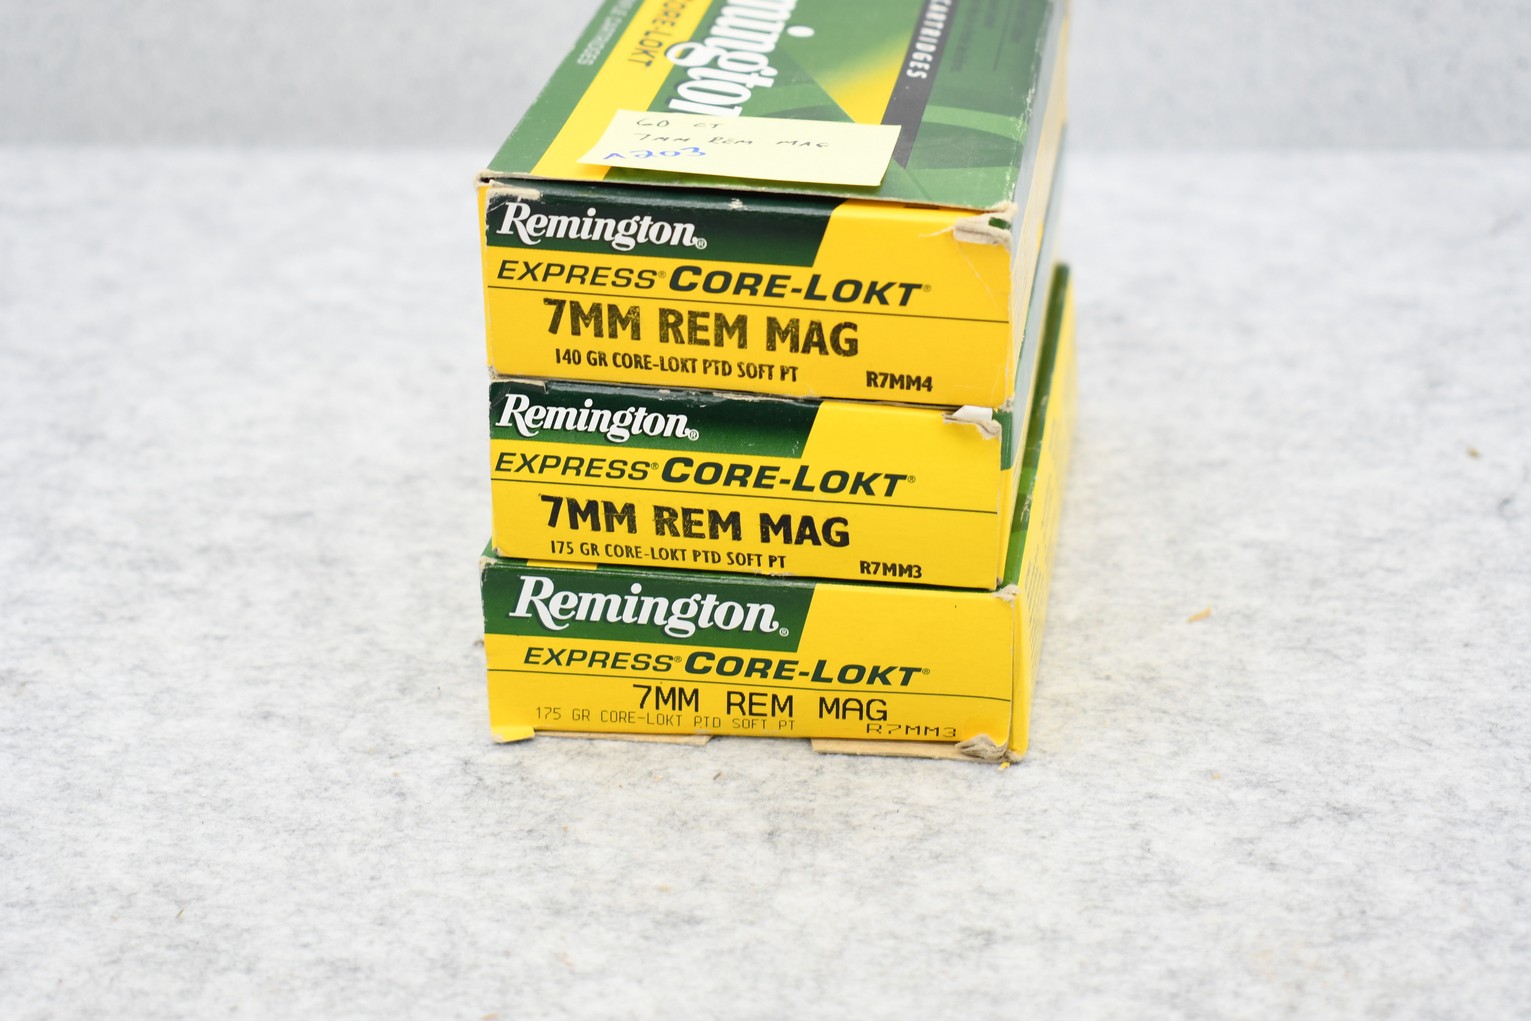 CARTRIDGES
CORE-LOKT
mington
60 CT
7MM REM MAG
A203
Remington®
EXPRESS® CORE-LOKT®
7MM REM MAG
140 GR CORE-LOKT PTD SOFT PT R7MM4
Remington®
EXPRESS® CORE-LOKT®
7MM REM MAG
175 GR CORE-LOKT PTD SOFT PT R7MM3
Remington®
EXPRESS® CORE-LOKT®
7MM REM MAG
175 GR CORE-LOKT PTD SOFT PT R7MM3